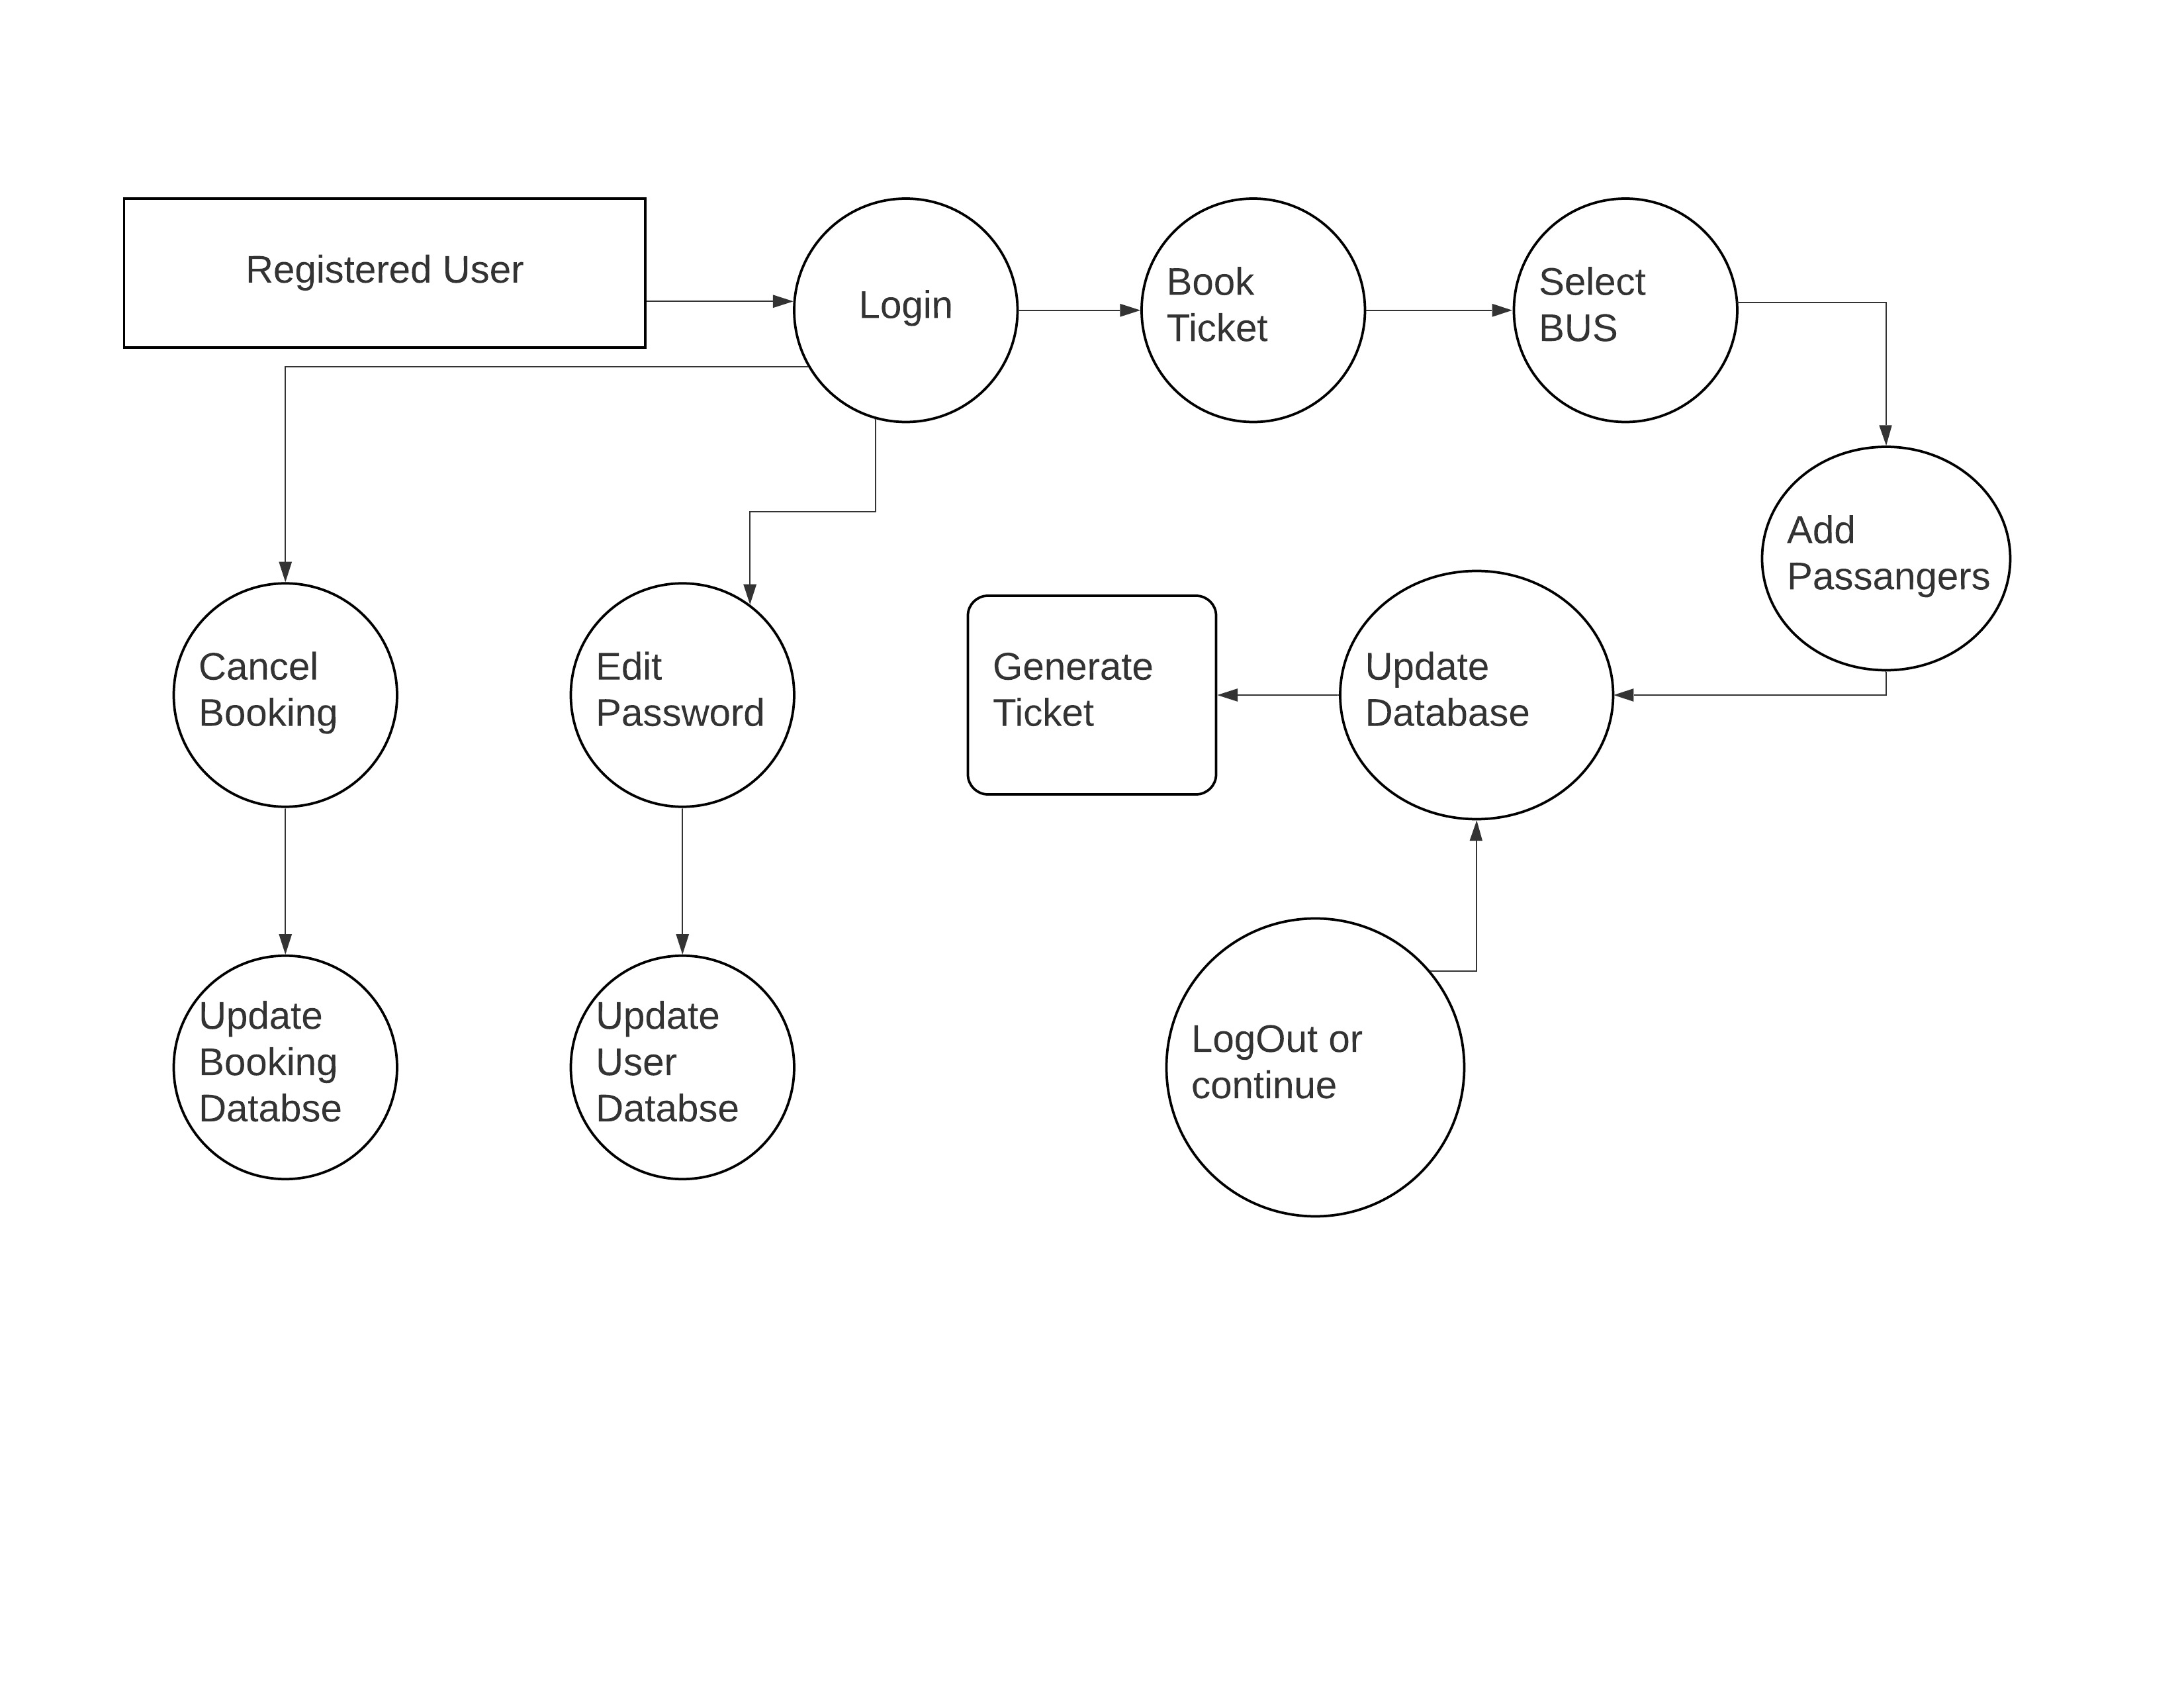 Registered User
Login
Book
Ticket
Select
BUS
Add
Passangers
Cancel
Booking
Edit
Password
Generate
Ticket
Update
Database
Update
Booking
Databse
Update
User
Databse
LogOut or
continue